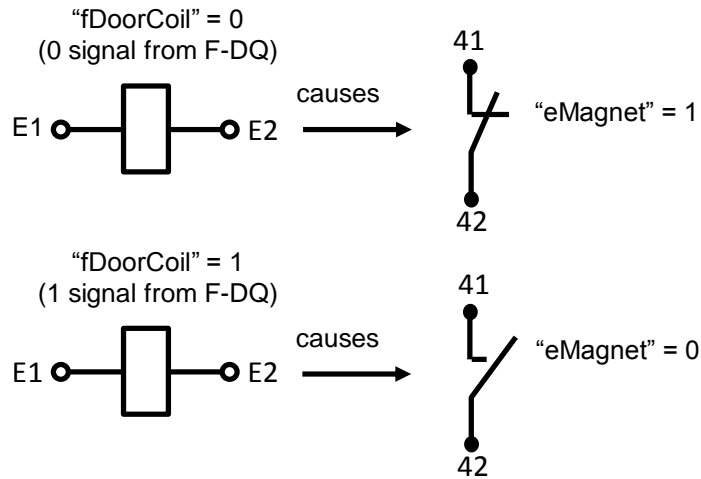 “fDoorCoil” = 0
(0 signal from F-DQ)
E1
E2
causes
41
“eMagnet” = 1
42
“fDoorCoil” = 1
(1 signal from F-DQ)
E1
E2
causes
41
“eMagnet” = 0
42